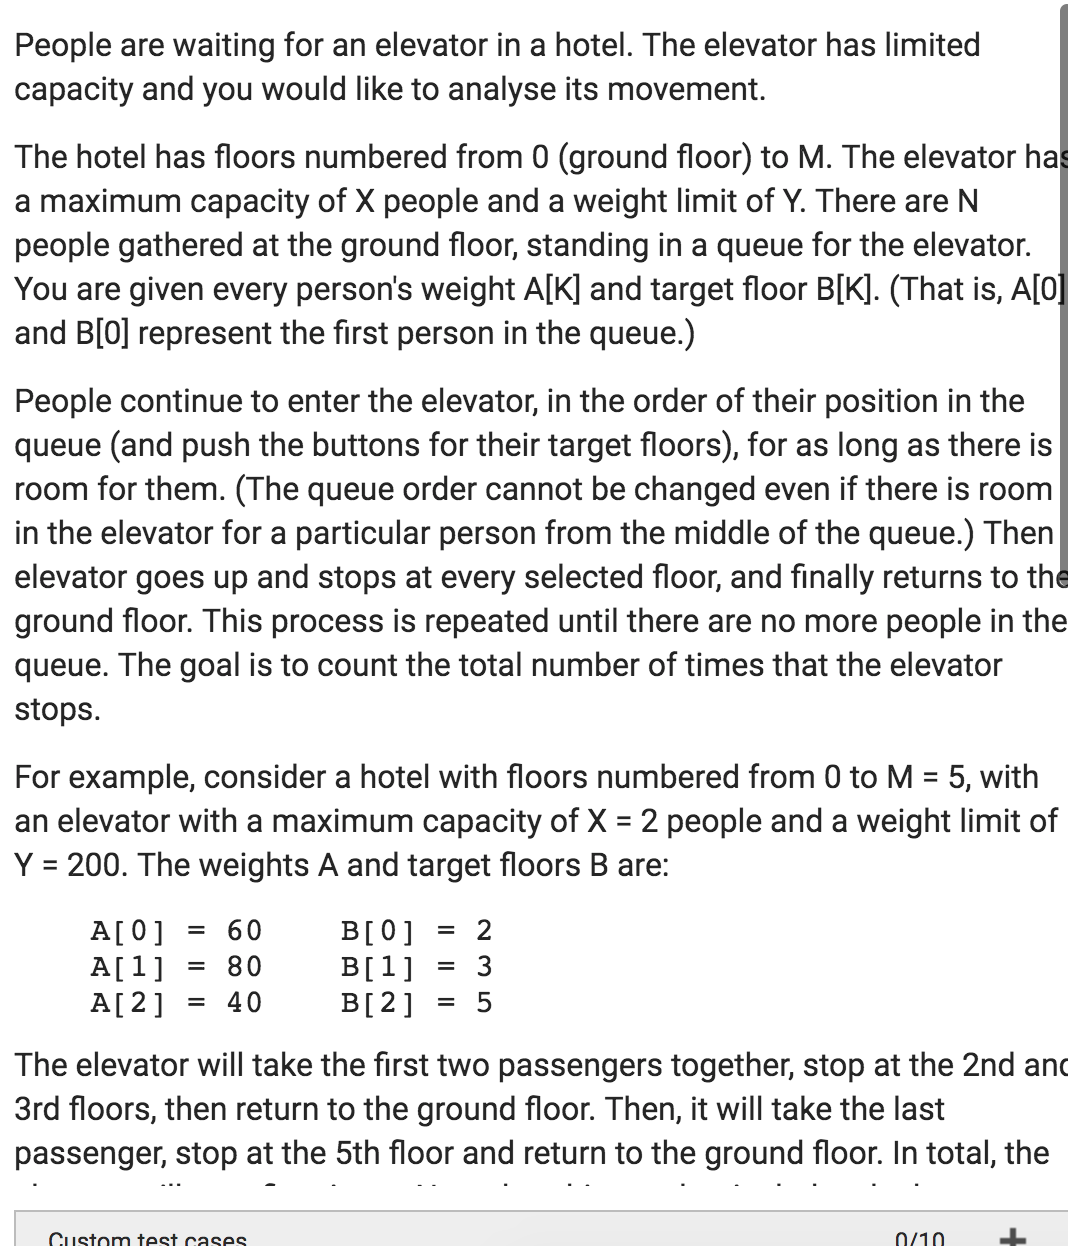 People are waiting for an elevator in a hotel. The elevator has limited
capacity and you would like to analyse its movement.
The hotel has floors numbered from 0 (ground floor) to M. The elevator has
a maximum capacity of X people and a weight limit of Y. There are N
people gathered at the ground floor, standing in a queue for the elevator.
You are given every person's weight A[K] and target floor B[K]. (That is, A[0]
and B[0] represent the first person in the queue.)
People continue to enter the elevator, in the order of their position in the
queue (and push the buttons for their target floors), for as long as there is
room for them. (The queue order cannot be changed even if there is room
in the elevator for a particular person from the middle of the queue.) Then
elevator goes up and stops at every selected floor, and finally returns to the
ground floor. This process is repeated until there are no more people in the
queue. The goal is to count the total number of times that the elevator
stops.
For example, consider a hotel with floors numbered from 0 to M = 5, with
an elevator with a maximum capacity of X = 2 people and a weight limit of
Y = 200. The weights A and target floors B are:
A[0] = 60 B[0] = 2
A[1] = 80 B[1] = 3
A[2] = 40 B[2] = 5
The elevator will take the first two passengers together, stop at the 2nd and
3rd floors, then return to the ground floor. Then, it will take the last
passenger, stop at the 5th floor and return to the ground floor. In total, the
Custom test cases 0/10 +